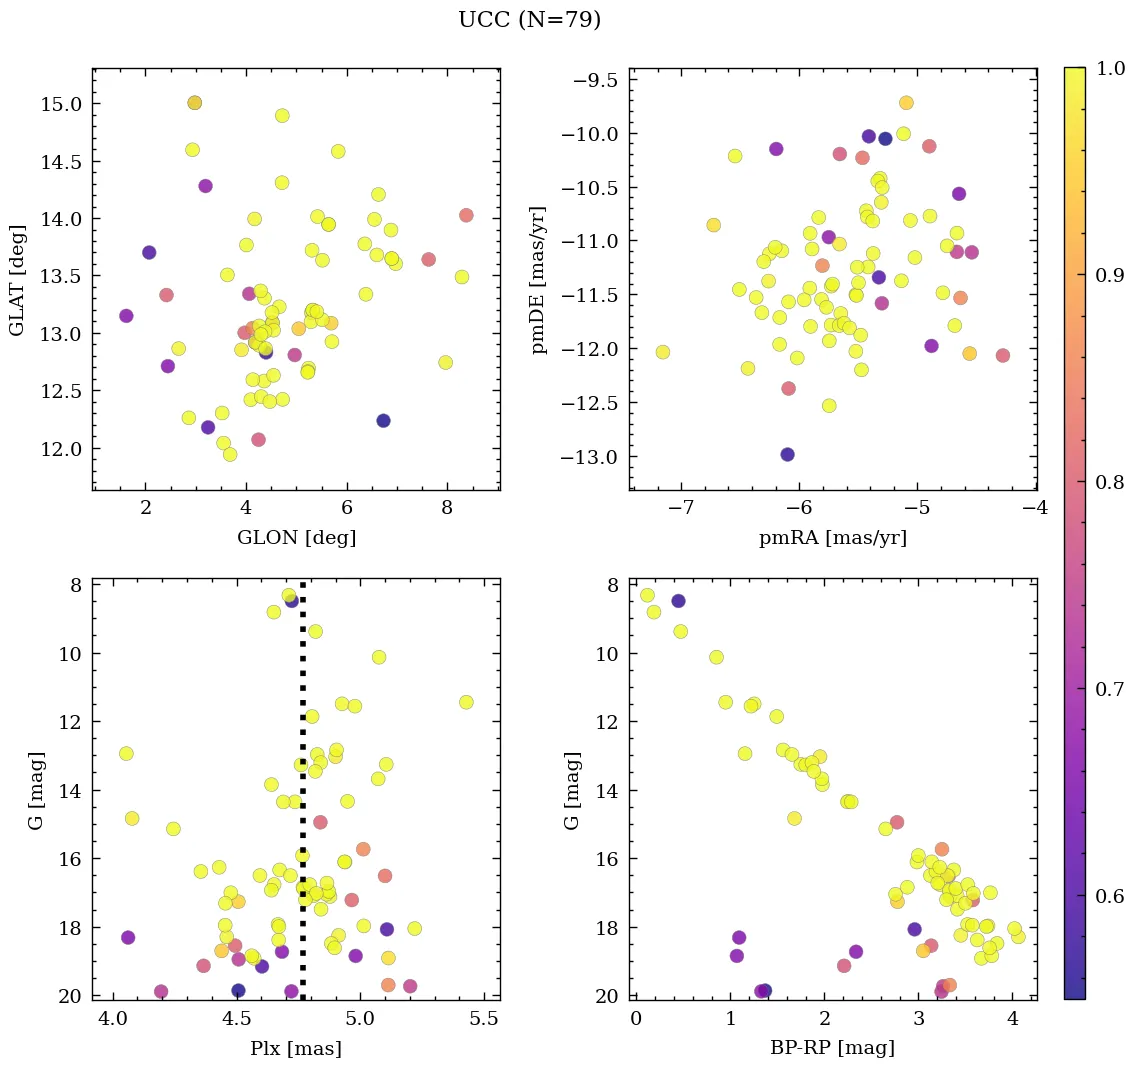 UCC (N=79)
15.0
14.5
14.0
13.5
13.0
12.5
12.0
GLAT [deg]
2 4 6 8
GLON [deg]
−9.5
−10.0
−10.5
−11.0
−11.5
−12.0
−12.5
−13.0
pmDE [mas/yr]
−7 −6 −5 −4
pmRA [mas/yr]
8
10
12
14
16
18
20
G [mag]
4.0 4.5 5.0 5.5
Plx [mas]
8
10
12
14
16
18
20
G [mag]
0 1 2 3 4
BP-RP [mag]
1.0
0.9
0.8
0.7
0.6